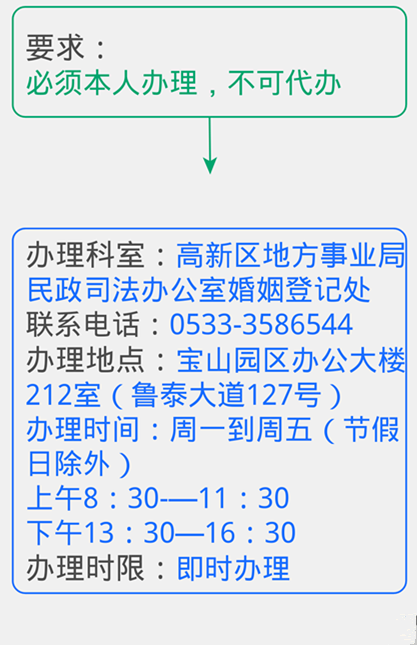 要求：
必须本人办理，不可代办
办理科室：高新区地方事业局
民政司法办公室婚姻登记处
联系电话：0533-3586544
办理地点：宝山园区办公大楼
212室（鲁泰大道127号）
办理时间：周一到周五（节假
日除外）
上午8：30-—11：30
下午13：30—16：30
办理时限：即时办理